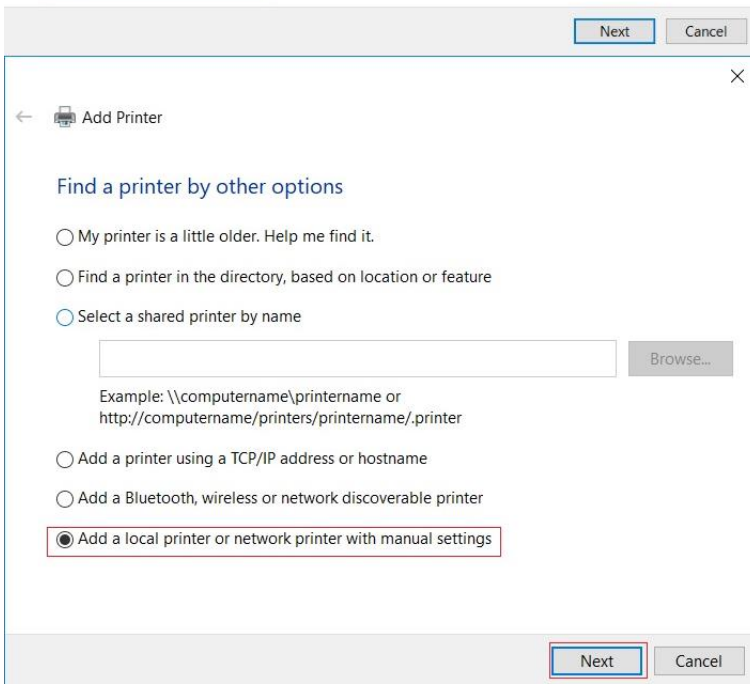 Next Cancel
Add Printer
Find a printer by other options
My printer is a little older. Help me find it.
Find a printer in the directory, based on location or feature
Select a shared printer by name
Browse...
Example: \\computername\printername or
http://computername/printers/printername/.printer
Add a printer using a TCP/IP address or hostname
Add a Bluetooth, wireless or network discoverable printer
Add a local printer or network printer with manual settings
Next Cancel